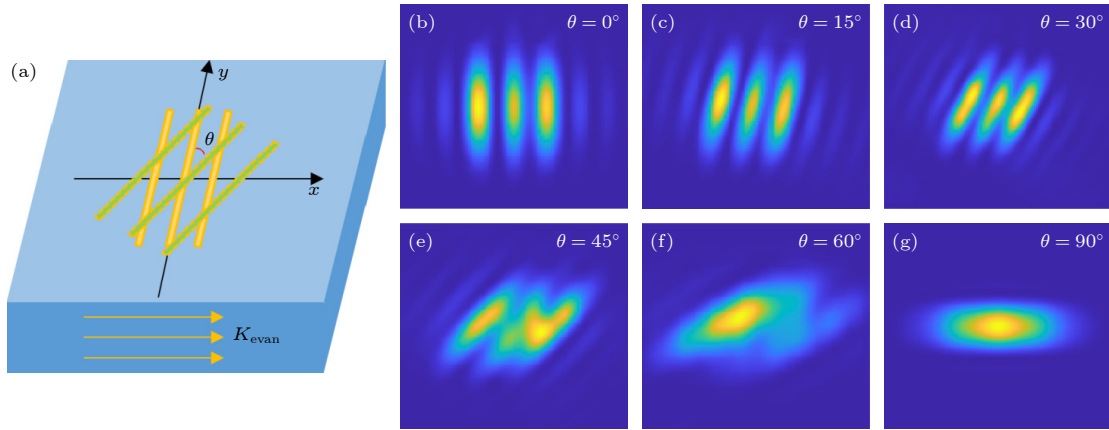 (a)
y
θ
x
K_evan
(b) θ = 0°
(c) θ = 15°
(d) θ = 30°
(e) θ = 45°
(f) θ = 60°
(g) θ = 90°